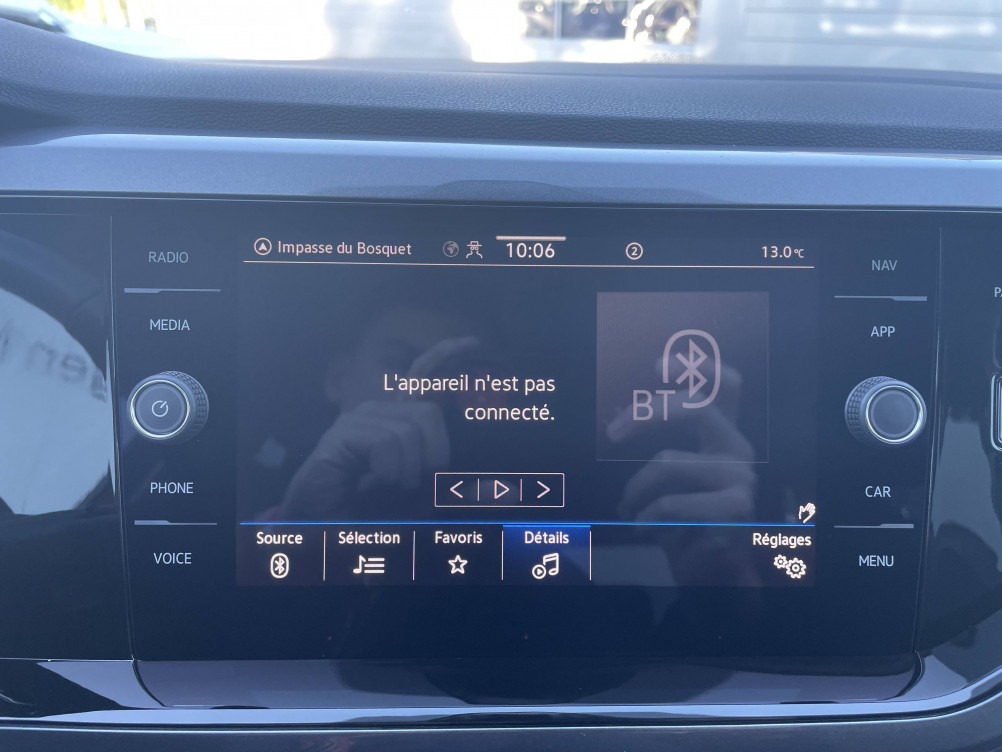 Impasse du Bosquet 10:06 2 13.0 °C
RADIO
NAV
MEDIA
APP
L'appareil n'est pas
connecté.
BT
PHONE
CAR
Source Sélection Favoris Détails Réglages
VOICE
MENU